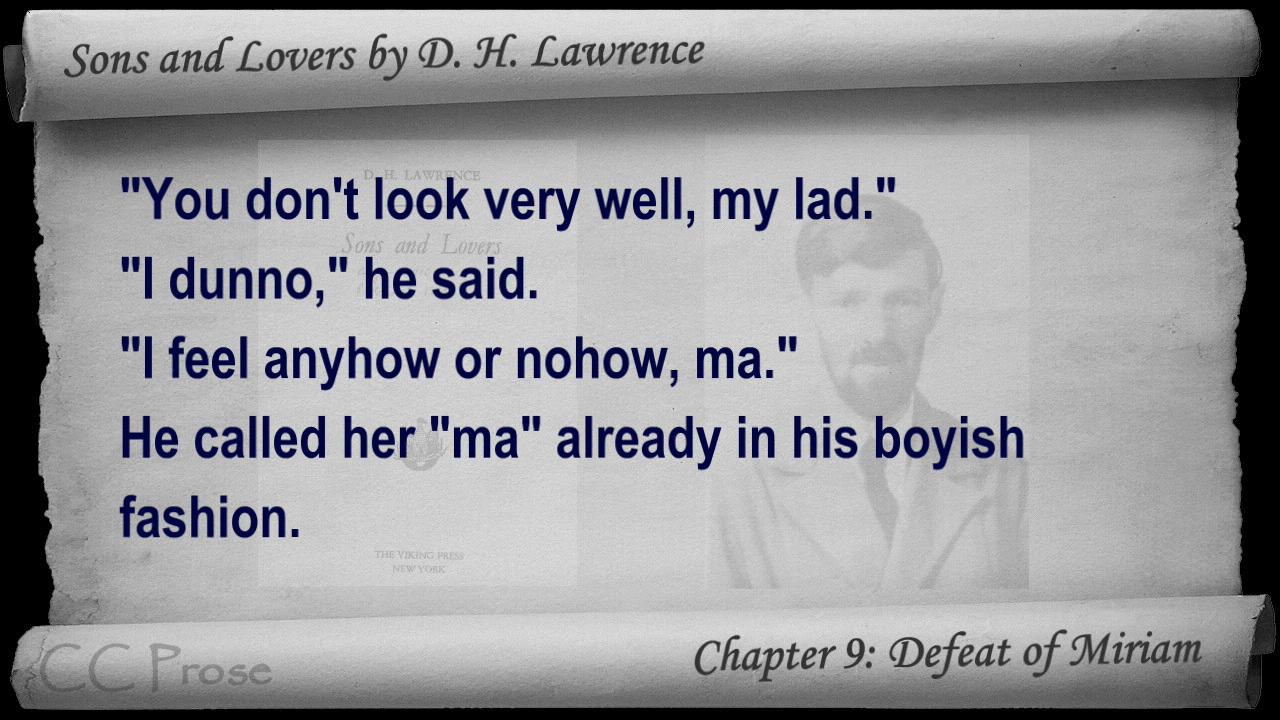 Sons and Lovers by D. H. Lawrence
D. H. LAWRENCE
"You don't look very well, my lad."
Sons and Lovers
"I dunno," he said.
"I feel anyhow or nohow, ma."
He called her "ma" already in his boyish
fashion.
THE VIKING PRESS
NEW YORK
CC Prose
Chapter 9: Defeat of Miriam